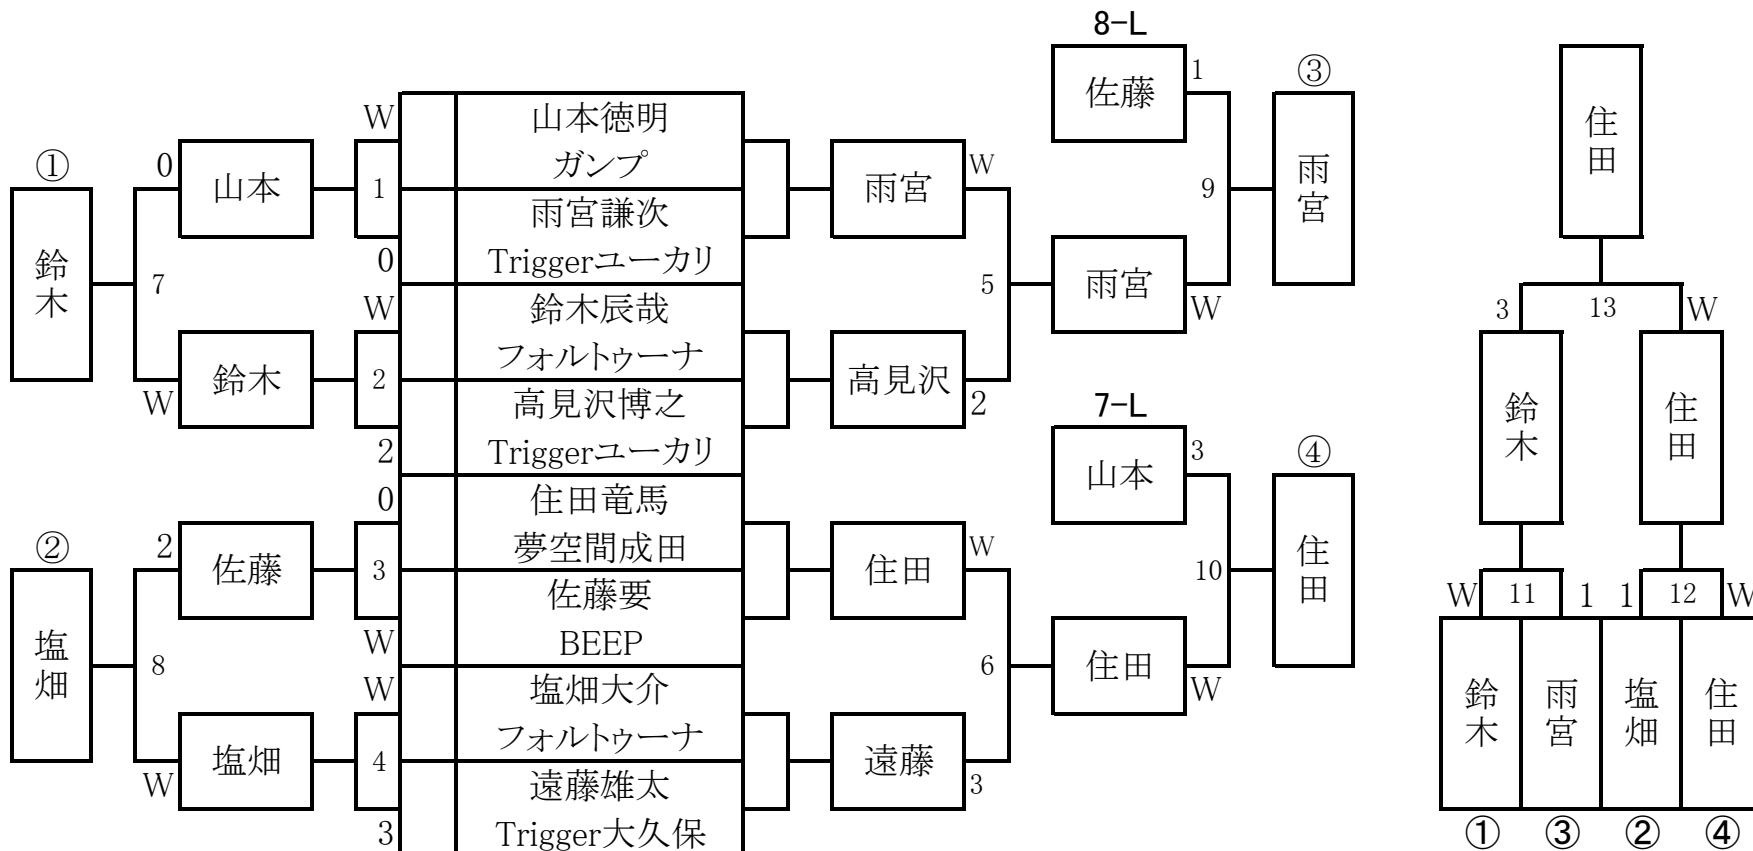 8-L
佐藤
1
③
雨宮
住田
W
山本徳明
ガンプ
①
0
山本
1
雨宮
W
9
鈴木
雨宮謙次
Triggerユーカリ
0
7
5
雨宮
W
3
13
W
W
鈴木辰哉
フォルトゥーナ
鈴木
W
2
高見沢
2
高見沢博之
Triggerユーカリ
2
7-L
山本
3
④
住田
鈴木
住田
0
住田竜馬
夢空間成田
②
2
佐藤
3
住田
W
10
塩畑
佐藤要
BEEP
W
8
6
住田
W
W
11
1
1
12
W
W
塩畑大介
フォルトゥーナ
塩畑
W
4
遠藤
3
遠藤雄太
Trigger大久保
3
鈴木
雨宮
塩畑
住田
①
③
②
④